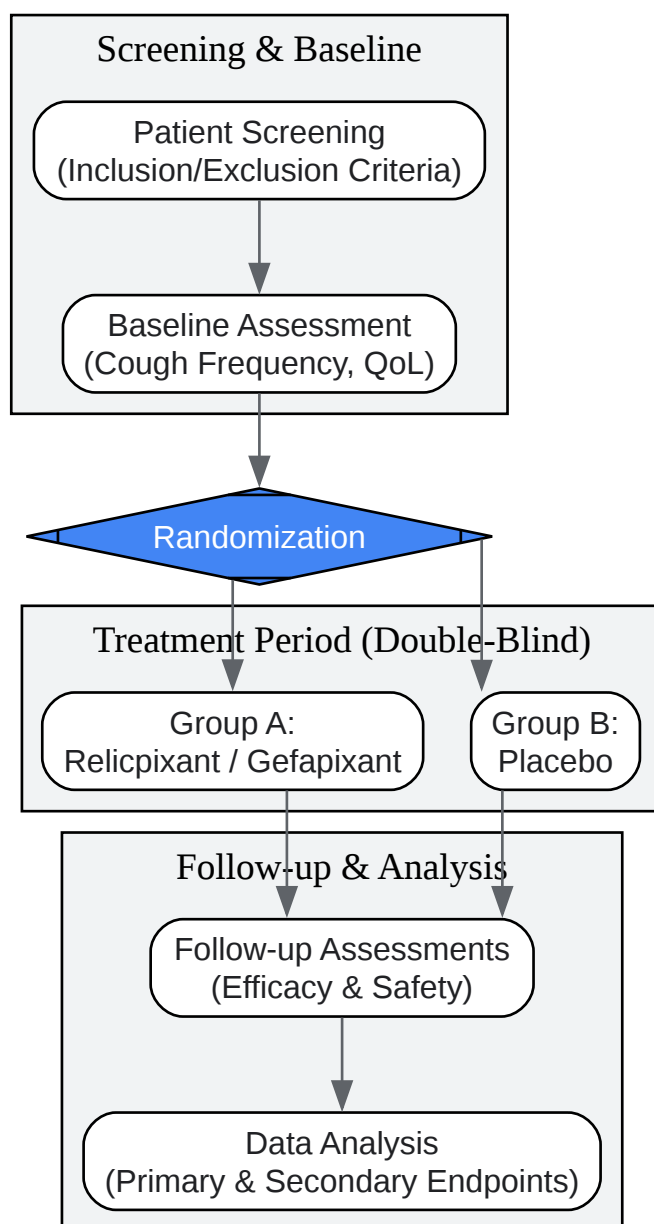 Screening & Baseline
Patient Screening
(Inclusion/Exclusion Criteria)
Baseline Assessment
(Cough Frequency, QoL)
Randomization
Treatment Period (Double-Blind)
Group A:
Relicpixant / Gefapixant
Group B:
Placebo
Follow-up & Analysis
Follow-up Assessments
(Efficacy & Safety)
Data Analysis
(Primary & Secondary Endpoints)